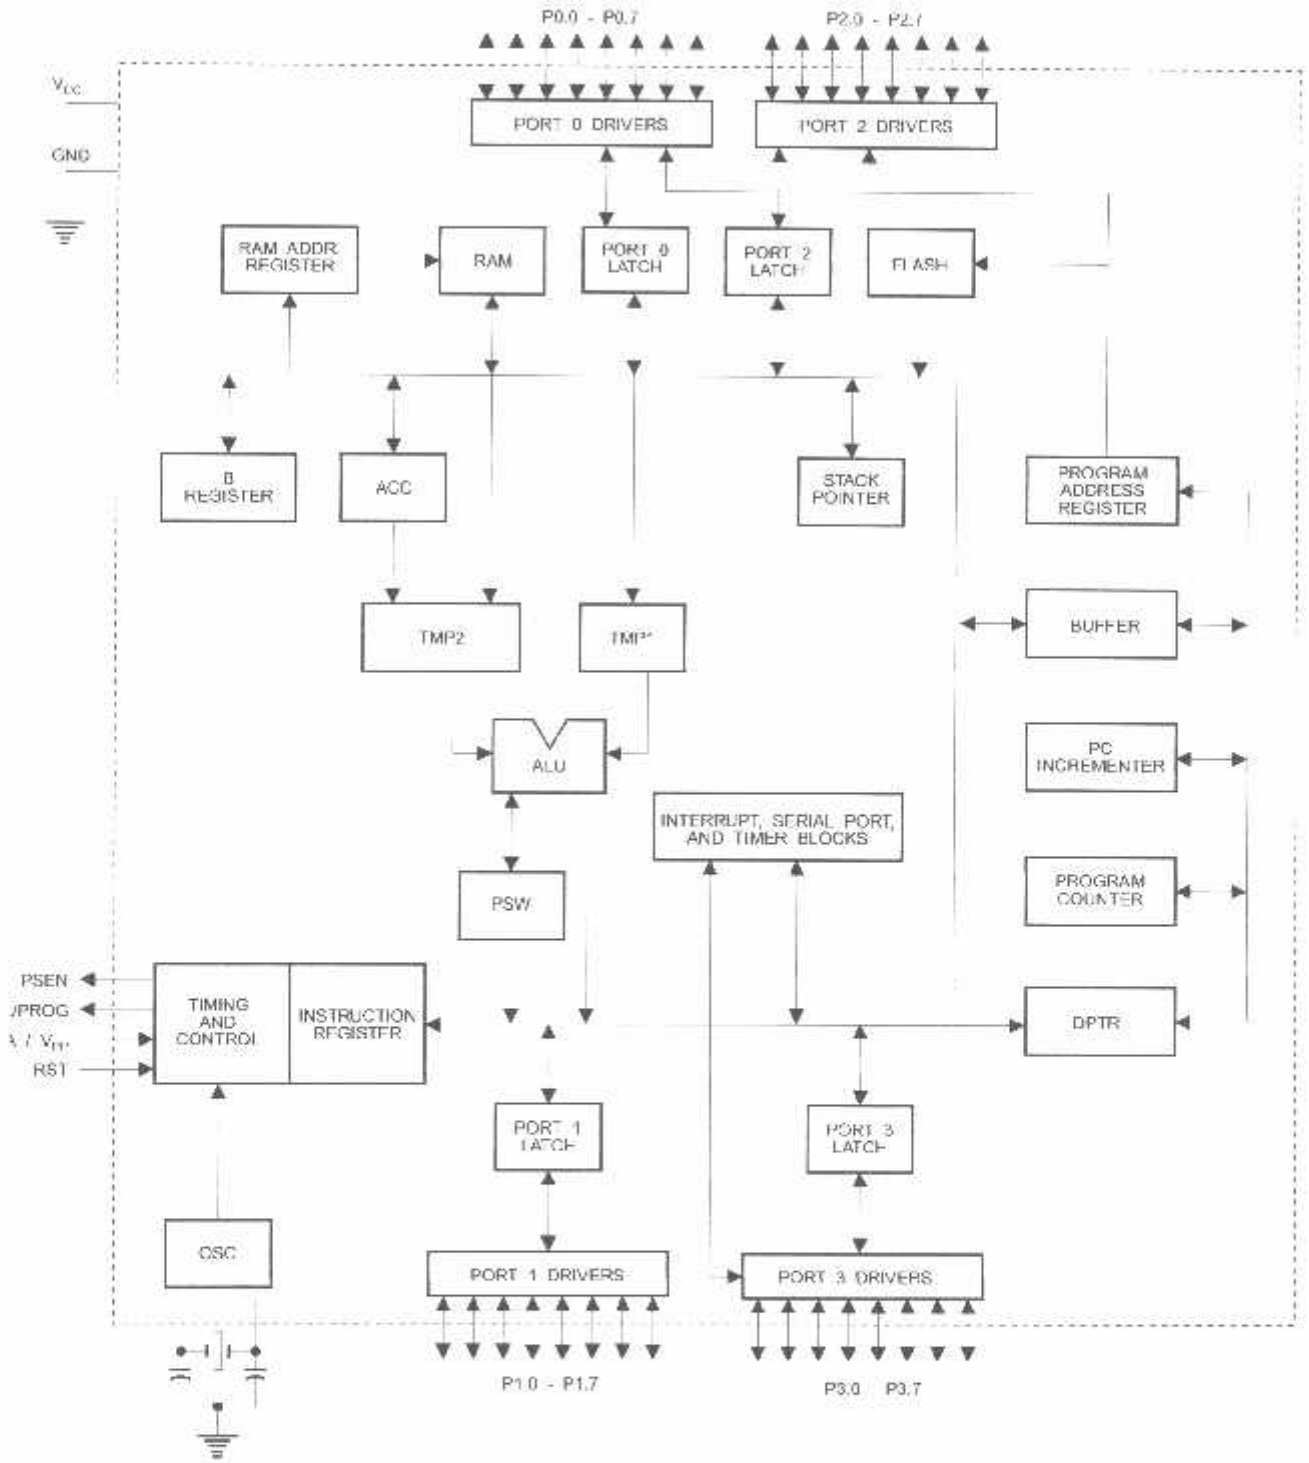 P0.0 - P0.7
P2.0 - P2.7
VCC
GND
PORT 0 DRIVERS
PORT 2 DRIVERS
RAM ADDR.
REGISTER
RAM
PORT 0
LATCH
PORT 2
LATCH
FLASH
B
REGISTER
ACC
STACK
POINTER
PROGRAM
ADDRESS
REGISTER
TMP2
TMP
BUFFER
ALU
PC
INCREMENTER
INTERRUPT, SERIAL PORT,
AND TIMER BLOCKS
PSW
PROGRAM
COUNTER
PSEN
/PROG
/ VPP
RST
TIMING
AND
CONTROL
INSTRUCTION
REGISTER
DPTR
PORT 1
LATCH
PORT 3
LATCH
OSC
PORT 1 DRIVERS
PORT 3 DRIVERS
P1.0 - P1.7
P3.0 P3.7